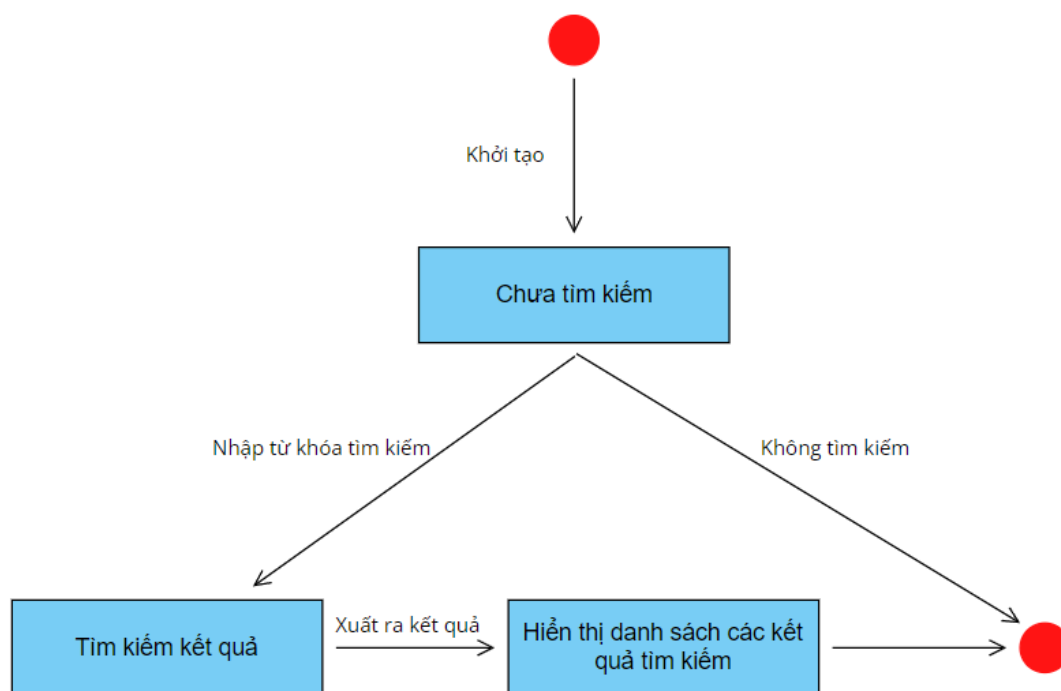 Khởi tạo
Chưa tìm kiếm
Nhập từ khóa tìm kiếm
Không tìm kiếm
Tìm kiếm kết quả
Xuất ra kết quả
Hiển thị danh sách các kết
quả tìm kiếm